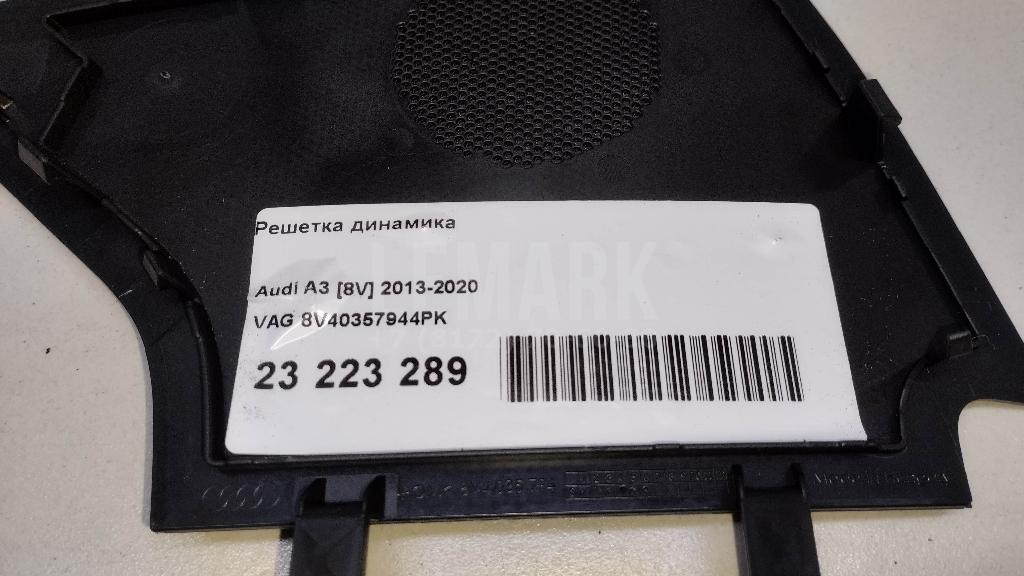 Решетка динамика
Audi A3 [8V] 2013-2020
VAG 8V40357944PK
23 223 289